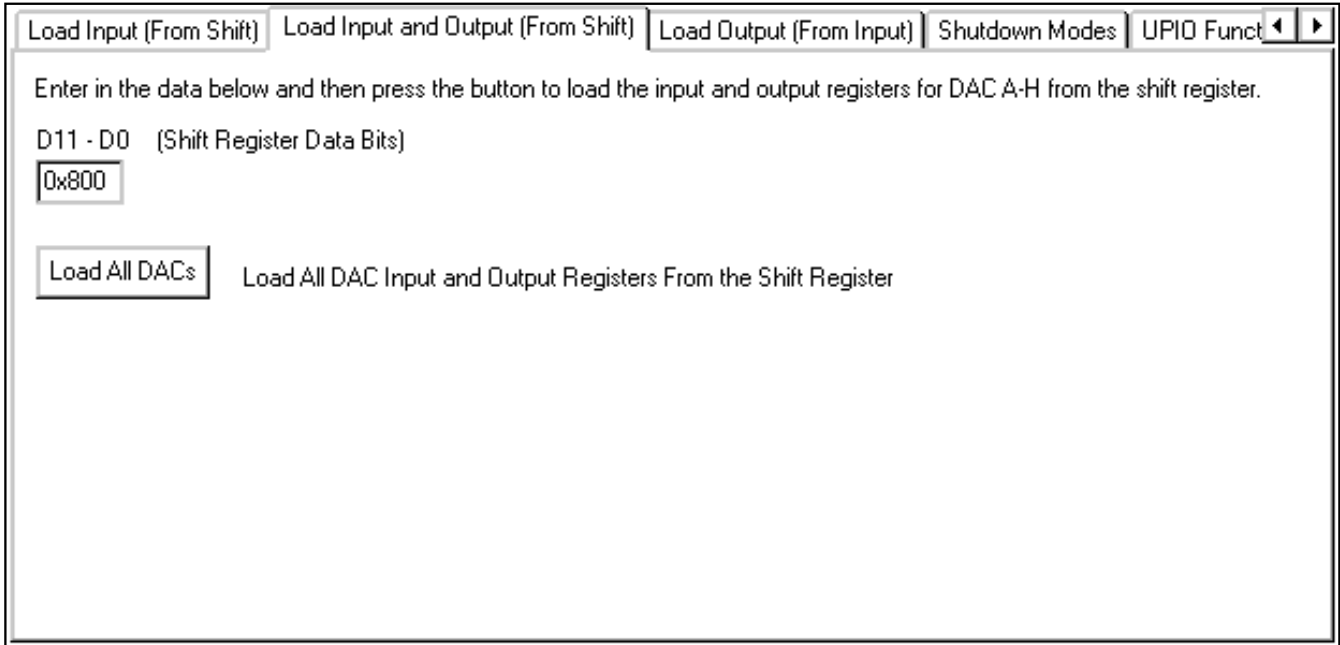 Load Input (From Shift) Load Input and Output (From Shift) Load Output (From Input) Shutdown Modes UPIO Funct
Enter in the data below and then press the button to load the input and output registers for DAC A-H from the shift register.
D11 - D0 (Shift Register Data Bits)
0x800
Load All DACs Load All DAC Input and Output Registers From the Shift Register